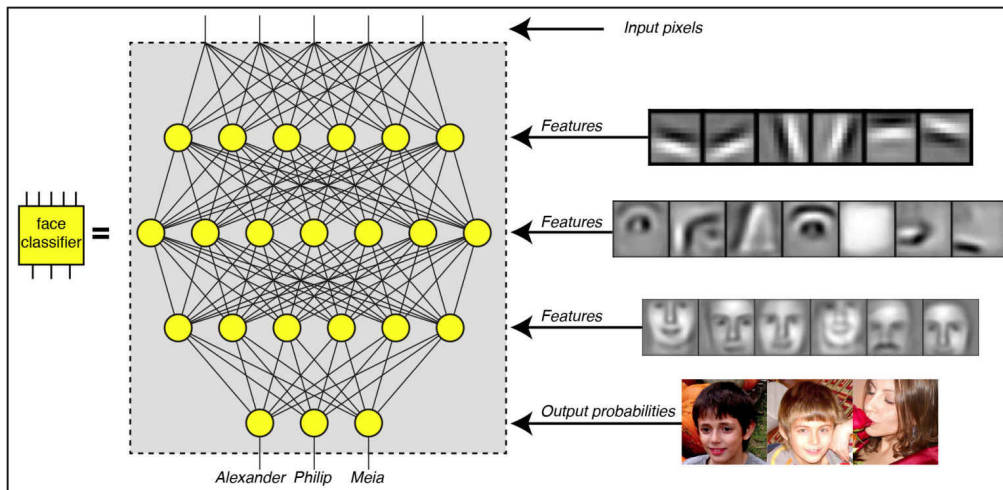 Input pixels
Features
face
classifier
=
Features
Features
Output probabilities
Alexander Philip Meia